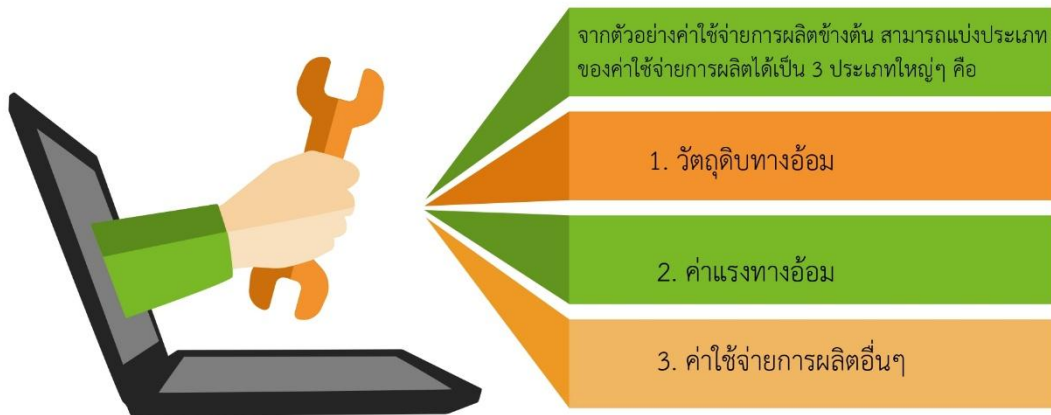 จากตัวอย่างค่าใช้จ่ายการผลิตข้างต้น สามารถแบ่งประเภท
ของค่าใช้จ่ายการผลิตได้เป็น 3 ประเภทใหญ่ๆ คือ
1. วัตถุดิบทางอ้อม
2. ค่าแรงทางอ้อม
3. ค่าใช้จ่ายการผลิตอื่นๆ